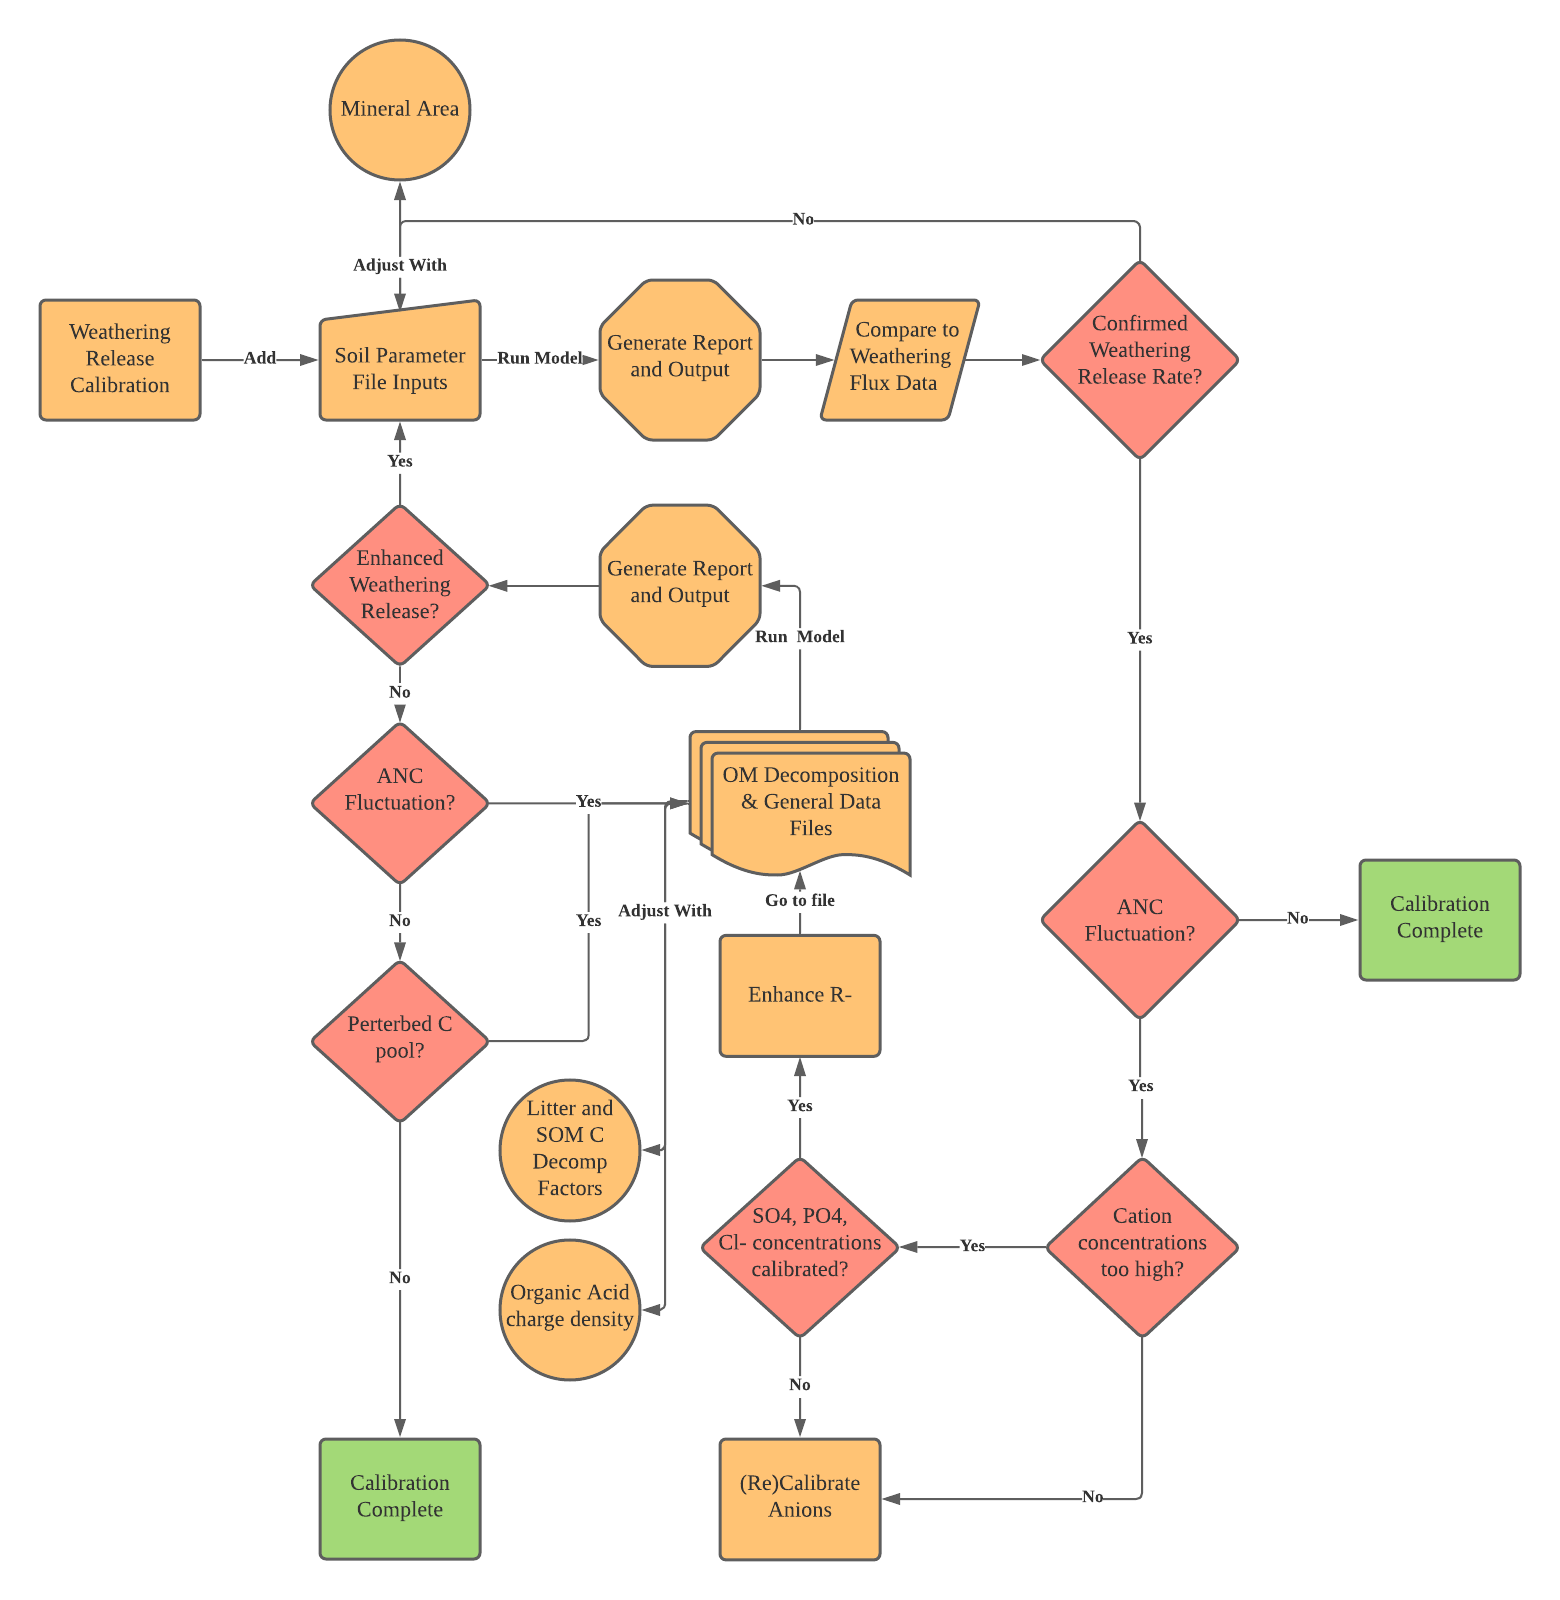 Mineral Area
No
Adjust With
Weathering
Release
Calibration
Add
Soil Parameter
File Inputs
Run Model
Generate Report
and Output
Compare to
Weathering
Flux Data
Confirmed
Weathering
Release Rate?
Yes
Enhanced
Weathering
Release?
Generate Report
and Output
Run Model
Yes
No
ANC
Fluctuation?
Yes
OM Decomposition
& General Data
Files
No
Yes
Adjust With
Go to file
ANC
Fluctuation?
No
Calibration
Complete
Perterbed C
pool?
Enhance R-
Yes
Litter and
SOM C
Decomp
Factors
Yes
SO4, PO4,
Cl- concentrations
calibrated?
Yes
Cation
concentrations
too high?
No
Organic Acid
charge density
No
Calibration
Complete
(Re)Calibrate
Anions
No